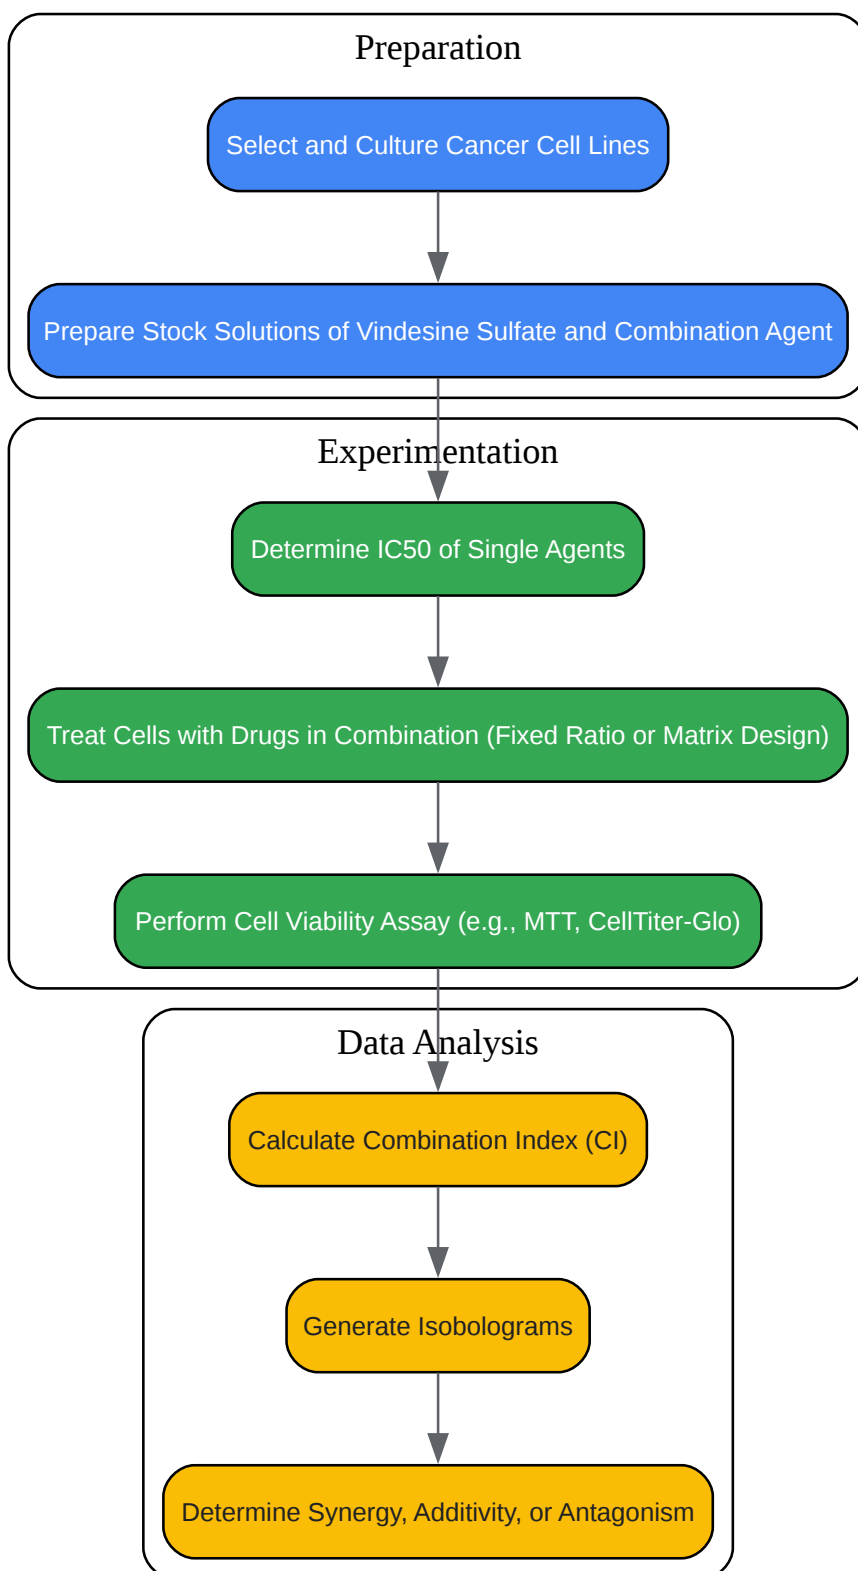 Preparation
Select and Culture Cancer Cell Lines
Prepare Stock Solutions of Vindesine Sulfate and Combination Agent
Experimentation
Determine IC50 of Single Agents
Treat Cells with Drugs in Combination (Fixed Ratio or Matrix Design)
Perform Cell Viability Assay (e.g., MTT, CellTiter-Glo)
Data Analysis
Calculate Combination Index (CI)
Generate Isobolograms
Determine Synergy, Additivity, or Antagonism